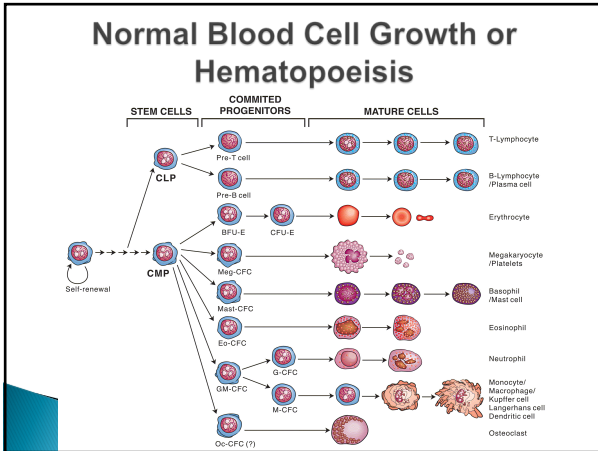 Normal Blood Cell Growth or
Hematopoeisis
STEM CELLS
COMMITED
PROGENITORS
MATURE CELLS
Pre-T cell
T-Lymphocyte
CLP
Pre-B cell
B-Lymphocyte
/Plasma cell
BFU-E
CFU-E
Erythrocyte
Self-renewal
CMP
Meg-CFC
Megakaryocyte
/Platelets
Mast-CFC
Basophil
/Mast cell
Eo-CFC
Eosinophil
GM-CFC
G-CFC
Neutrophil
M-CFC
Monocyte/
Macrophage/
Kupffer cell
Langerhans cell
Dendritic cell
Oc-CFC (?)
Osteoclast